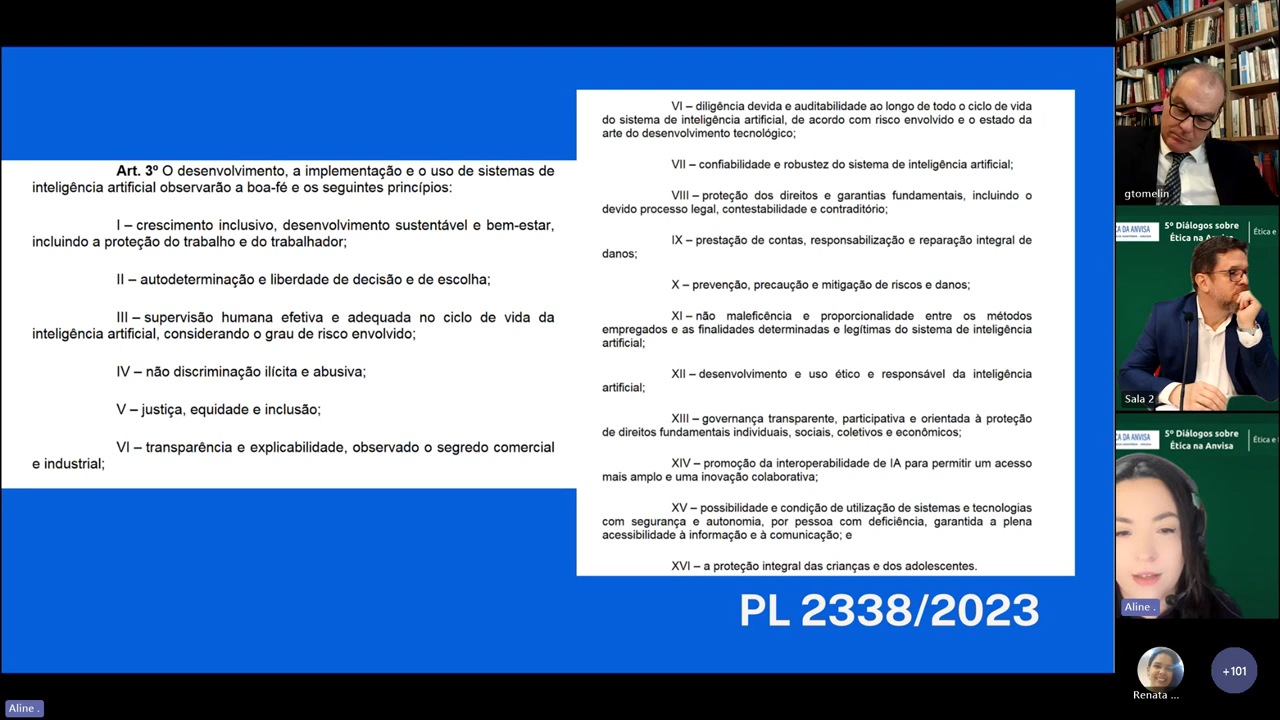 Art. 3º O desenvolvimento, a implementação e o uso de sistemas de
inteligência artificial observarão a boa-fé e os seguintes princípios:
I – crescimento inclusivo, desenvolvimento sustentável e bem-estar,
incluindo a proteção do trabalho e do trabalhador;
II – autodeterminação e liberdade de decisão e de escolha;
III – supervisão humana efetiva e adequada no ciclo de vida da
inteligência artificial, considerando o grau de risco envolvido;
IV – não discriminação ilícita e abusiva;
V – justiça, equidade e inclusão;
VI – transparência e explicabilidade, observado o segredo comercial
e industrial;
VI – diligência devida e auditabilidade ao longo de todo o ciclo de vida
do sistema de inteligência artificial, de acordo com risco envolvido e o estado da
arte do desenvolvimento tecnológico;
VII – confiabilidade e robustez do sistema de inteligência artificial;
VIII – proteção dos direitos e garantias fundamentais, incluindo o
devido processo legal, contestabilidade e contraditório;
IX – prestação de contas, responsabilização e reparação integral de
danos;
X – prevenção, precaução e mitigação de riscos e danos;
XI – não maleficência e proporcionalidade entre os métodos
empregados e as finalidades determinadas e legítimas do sistema de inteligência
artificial;
XII – desenvolvimento e uso ético e responsável da inteligência
artificial;
XIII – governança transparente, participativa e orientada à proteção
de direitos fundamentais individuais, sociais, coletivos e econômicos;
XIV – promoção da interoperabilidade de IA para permitir um acesso
mais amplo e uma inovação colaborativa;
XV – possibilidade e condição de utilização de sistemas e tecnologias
com segurança e autonomia, por pessoa com deficiência, garantida a plena
acessibilidade à informação e à comunicação; e
XVI – a proteção integral das crianças e dos adolescentes.
PL 2338/2023
gtomelin
CA DA ANVISA
5º Diálogos sobre
Ética na Anvisa
Ética e
Sala 2
CA DA ANVISA
5º Diálogos sobre
Ética na Anvisa
Ética e
Aline .
Renata ...
+101
Aline .